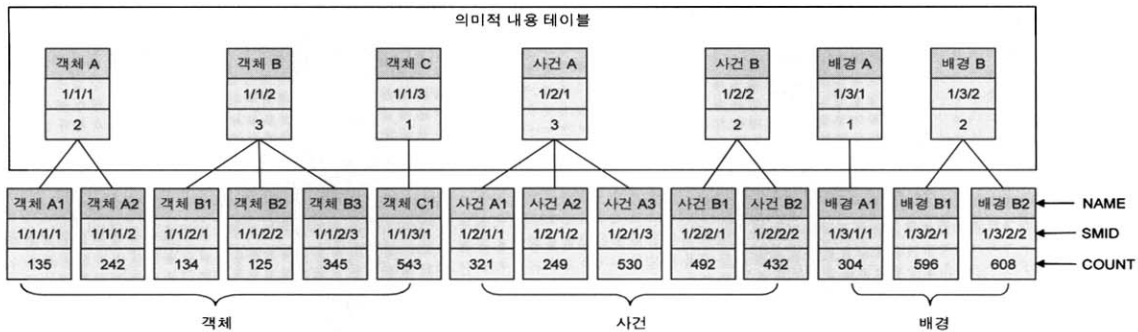 의미적 내용 테이블
객체 A 객체 B 객체 C 사건 A 사건 B 배경 A 배경 B
1/1/1 1/1/2 1/1/3 1/2/1 1/2/2 1/3/1 1/3/2
2 3 1 3 2 1 2
객체 A1 객체 A2 객체 B1 객체 B2 객체 B3 객체 C1 사건 A1 사건 A2 사건 A3 사건 B1 사건 B2 배경 A1 배경 B1 배경 B2 NAME
1/1/1/1 1/1/1/2 1/1/2/1 1/1/2/2 1/1/2/3 1/1/3/1 1/2/1/1 1/2/1/2 1/2/1/3 1/2/2/1 1/2/2/2 1/3/1/1 1/3/2/1 1/3/2/2 SMID
135 242 134 125 345 543 321 249 530 492 432 304 596 608 COUNT
객체 사건 배경